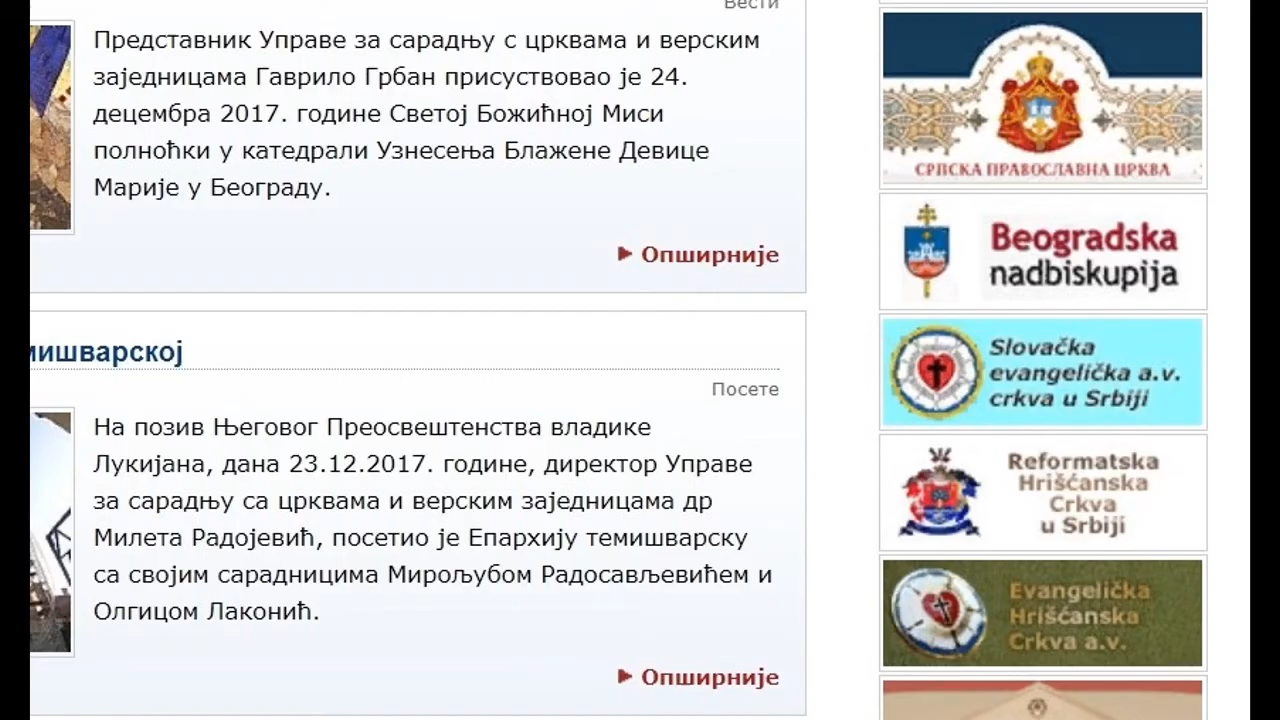 Вести
Представник Управе за сарадњу с црквама и верским
заједницама Гаврило Грбан присуствовао је 24.
децембра 2017. године Светој Божићној Миси
полноћки у катедрали Узнесења Блажене Девице
Марије у Београду.
Опширније
мишварској
Посете
На позив Његовог Преосвештенства владике
Лукијана, дана 23.12.2017. године, директор Управе
за сарадњу са црквама и верским заједницама др
Милета Радојевић, посетио је Епархију темишварску
са својим сарадницима Мирољубом Радосављевићем и
Олгицом Лаконић.
Опширније
СРПСКА ПРАВОСЛАВНА ЦРКВА
Beogradska
nadbiskupija
Slovačka
evangelička a.v.
crkva u Srbiji
Reformatska
Hrišćanska
Crkva
u Srbiji
Evangelička
Hrišćanska
Crkva a.v.